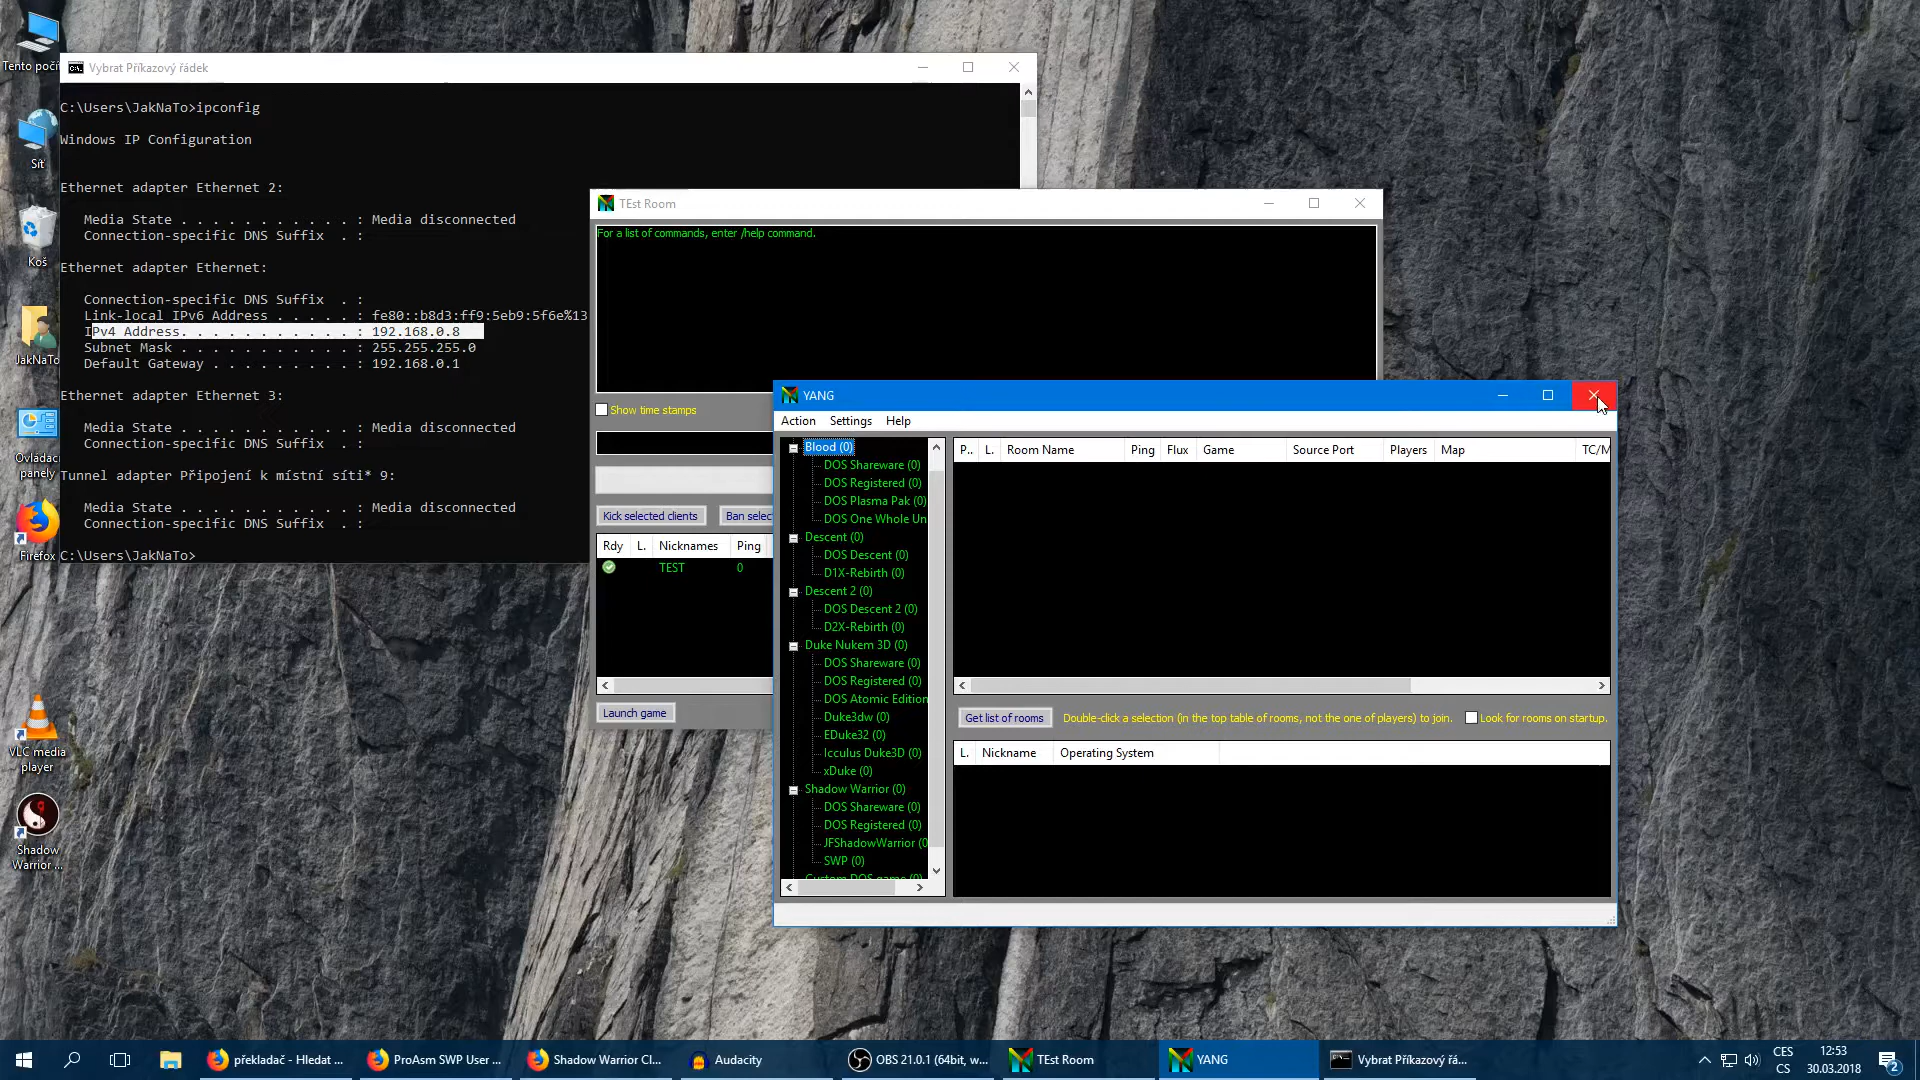 Tento počí
Síť
Koš
JakNaTo
Ovládac
panely
Firefox
VLC media
player
Shadow
Warrior ...
Vybrat Příkazový řádek
C:\Users\JakNaTo>ipconfig
Windows IP Configuration
Ethernet adapter Ethernet 2:
Media State . . . . . . . . . . . : Media disconnected
Connection-specific DNS Suffix  . :
Ethernet adapter Ethernet:
Connection-specific DNS Suffix  . :
Link-local IPv6 Address . . . . . : fe80::b8d3:ff9:5eb9:5f6e%13
IPv4 Address. . . . . . . . . . . : 192.168.0.8
Subnet Mask . . . . . . . . . . . : 255.255.255.0
Default Gateway . . . . . . . . . : 192.168.0.1
Ethernet adapter Ethernet 3:
Media State . . . . . . . . . . . : Media disconnected
Connection-specific DNS Suffix  . :
Tunnel adapter Připojení k místní síti* 9:
Media State . . . . . . . . . . . : Media disconnected
Connection-specific DNS Suffix  . :
C:\Users\JakNaTo>
TEst Room
For a list of commands, enter /help command.
Show time stamps
Kick selected clients Ban selec
Rdy L. Nicknames Ping
TEST 0
Launch game
YANG
Action Settings Help
Blood (0)
DOS Shareware (0)
DOS Registered (0)
DOS Plasma Pak (0)
DOS One Whole Un
Descent (0)
DOS Descent (0)
D1X-Rebirth (0)
Descent 2 (0)
DOS Descent 2 (0)
D2X-Rebirth (0)
Duke Nukem 3D (0)
DOS Shareware (0)
DOS Registered (0)
DOS Atomic Edition
Duke3dw (0)
EDuke32 (0)
Icculus Duke3D (0)
xDuke (0)
Shadow Warrior (0)
DOS Shareware (0)
DOS Registered (0)
JFShadowWarrior (0
SWP (0)
Custom DOS game (0)
P.. L. Room Name Ping Flux Game Source Port Players Map TC/M
Get list of rooms Double-click a selection (in the top table of rooms, not the one of players) to join. Look for rooms on startup.
L. Nickname Operating System
překladač - Hledat ... ProAsm SWP User ... Shadow Warrior Cl... Audacity OBS 21.0.1 (64bit, w... TEst Room YANG Vybrat Příkazový řá...
CES
CS
12:53
30.03.2018
2